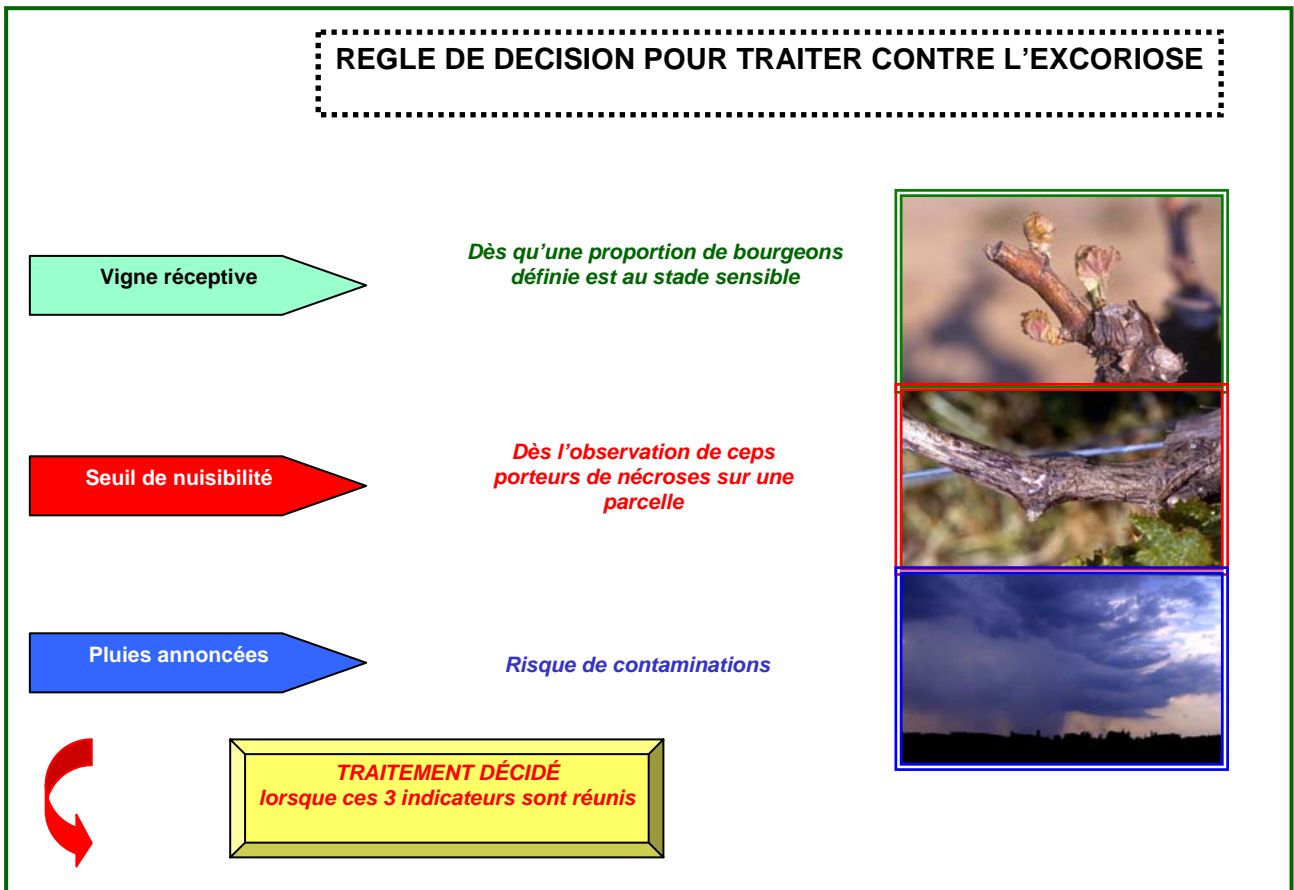 REGLE DE DECISION POUR TRAITER CONTRE L’EXCORIOSE
Vigne réceptive
Dès qu’une proportion de bourgeons
définie est au stade sensible
Seuil de nuisibilité
Dès l’observation de ceps
porteurs de nécroses sur une
parcelle
Pluies annoncées
Risque de contaminations
TRAITEMENT DÉCIDÉ
lorsque ces 3 indicateurs sont réunis